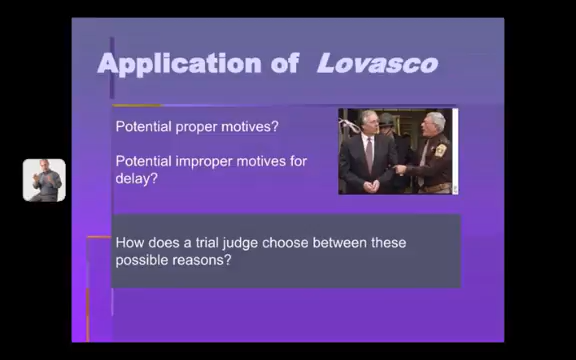 Application of Lovasco
Potential proper motives?
Potential improper motives for
delay?
How does a trial judge choose between these
possible reasons?